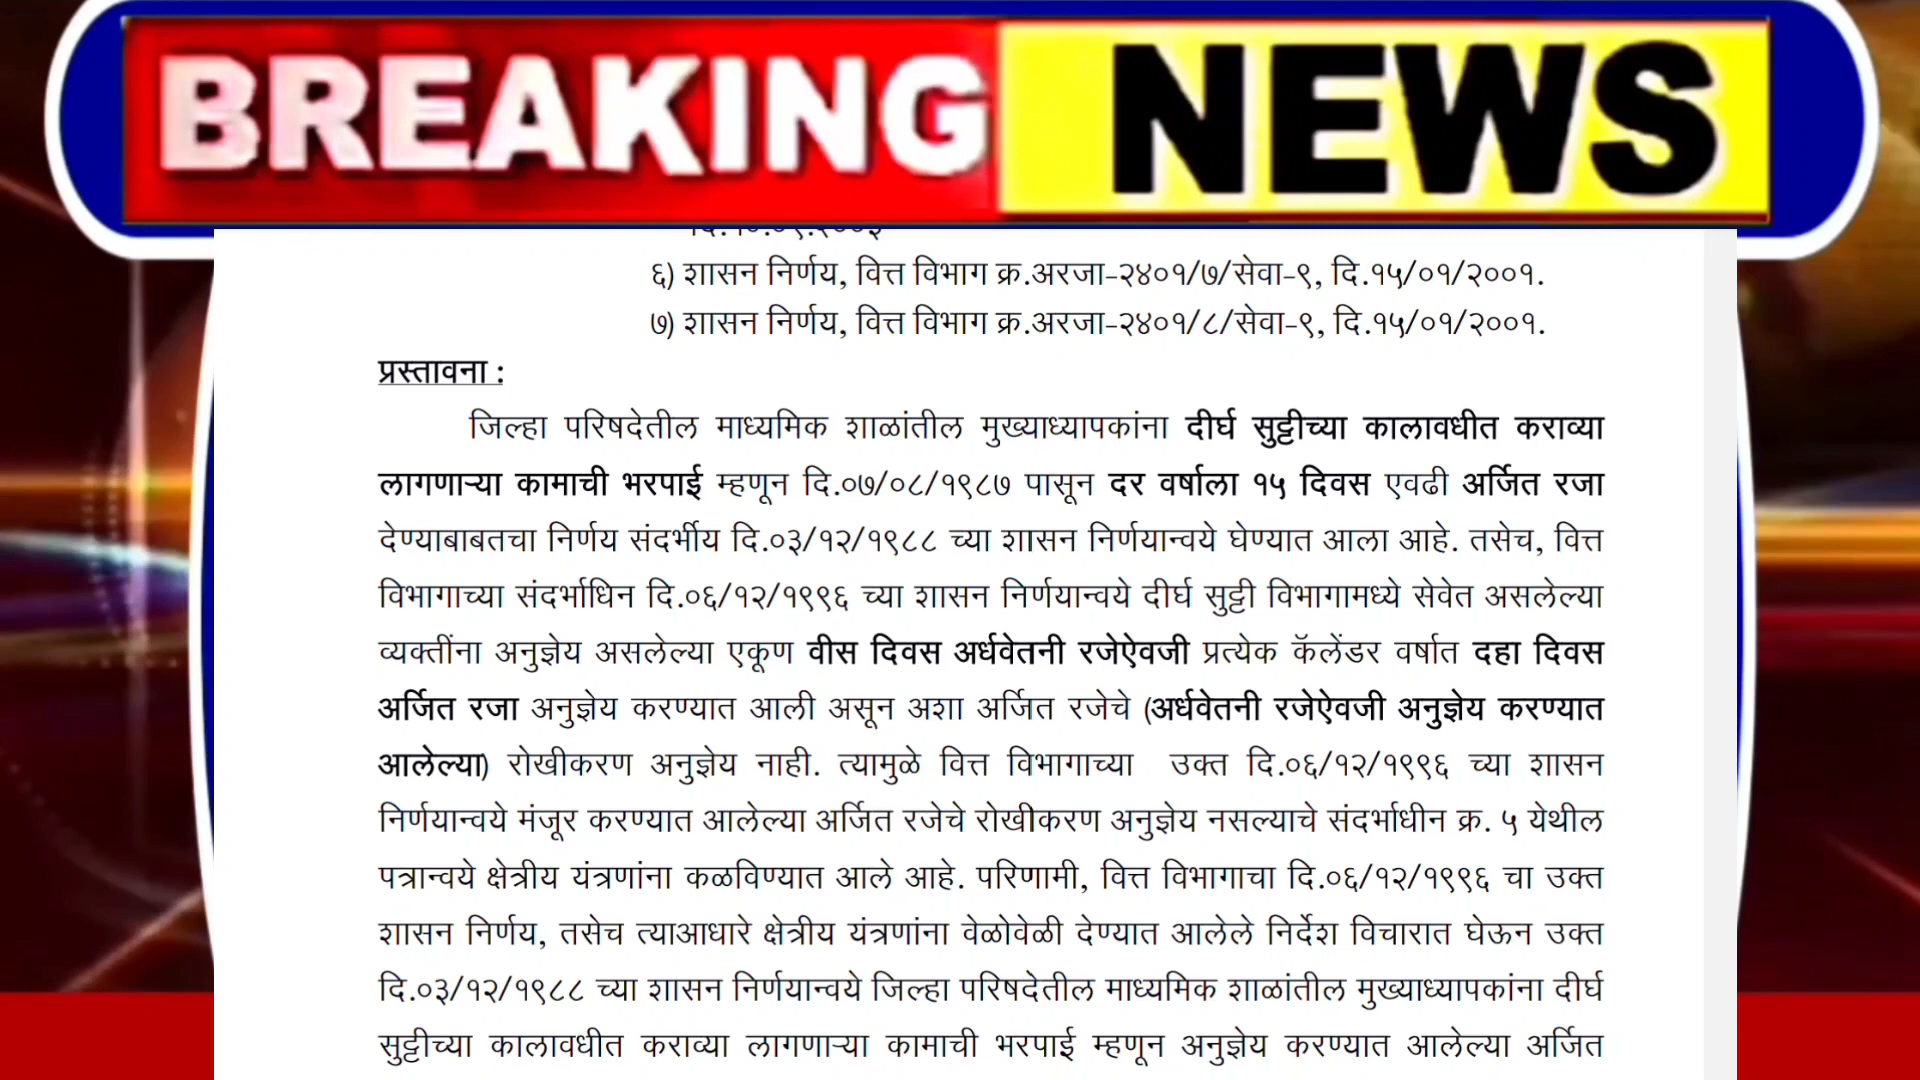 BREAKING NEWS
६) शासन निर्णय, वित्त विभाग क्र.अरजा-२४०१/७/सेवा-९, दि.१५/०१/२००१.
७) शासन निर्णय, वित्त विभाग क्र.अरजा-२४०१/८/सेवा-९, दि.१५/०१/२००१.
प्रस्तावना :
जिल्हा परिषदेतील माध्यमिक शाळांतील मुख्याध्यापकांना दीर्घ सुट्टीच्या कालावधीत कराव्या
लागणाऱ्या कामाची भरपाई म्हणून दि.०७/०८/१९८७ पासून दर वर्षाला १५ दिवस एवढी अर्जित रजा
देण्याबाबतचा निर्णय संदर्भीय दि.०३/१२/१९८८ च्या शासन निर्णयान्वये घेण्यात आला आहे. तसेच, वित्त
विभागाच्या संदर्भाधिन दि.०६/१२/१९९६ च्या शासन निर्णयान्वये दीर्घ सुट्टी विभागामध्ये सेवेत असलेल्या
व्यक्तींना अनुज्ञेय असलेल्या एकूण वीस दिवस अर्धवेतनी रजेऐवजी प्रत्येक कॅलेंडर वर्षात दहा दिवस
अर्जित रजा अनुज्ञेय करण्यात आली असून अशा अर्जित रजेचे (अर्धवेतनी रजेऐवजी अनुज्ञेय करण्यात
आलेल्या) रोखीकरण अनुज्ञेय नाही. त्यामुळे वित्त विभागाच्या उक्त दि.०६/१२/१९९६ च्या शासन
निर्णयान्वये मंजूर करण्यात आलेल्या अर्जित रजेचे रोखीकरण अनुज्ञेय नसल्याचे संदर्भाधीन क्र. ५ येथील
पत्रान्वये क्षेत्रीय यंत्रणांना कळविण्यात आले आहे. परिणामी, वित्त विभागाचा दि.०६/१२/१९९६ चा उक्त
शासन निर्णय, तसेच त्याआधारे क्षेत्रीय यंत्रणांना वेळोवेळी देण्यात आलेले निर्देश विचारात घेऊन उक्त
दि.०३/१२/१९८८ च्या शासन निर्णयान्वये जिल्हा परिषदेतील माध्यमिक शाळांतील मुख्याध्यापकांना दीर्घ
सुट्टीच्या कालावधीत कराव्या लागणाऱ्या कामाची भरपाई म्हणून अनुज्ञेय करण्यात आलेल्या अर्जित